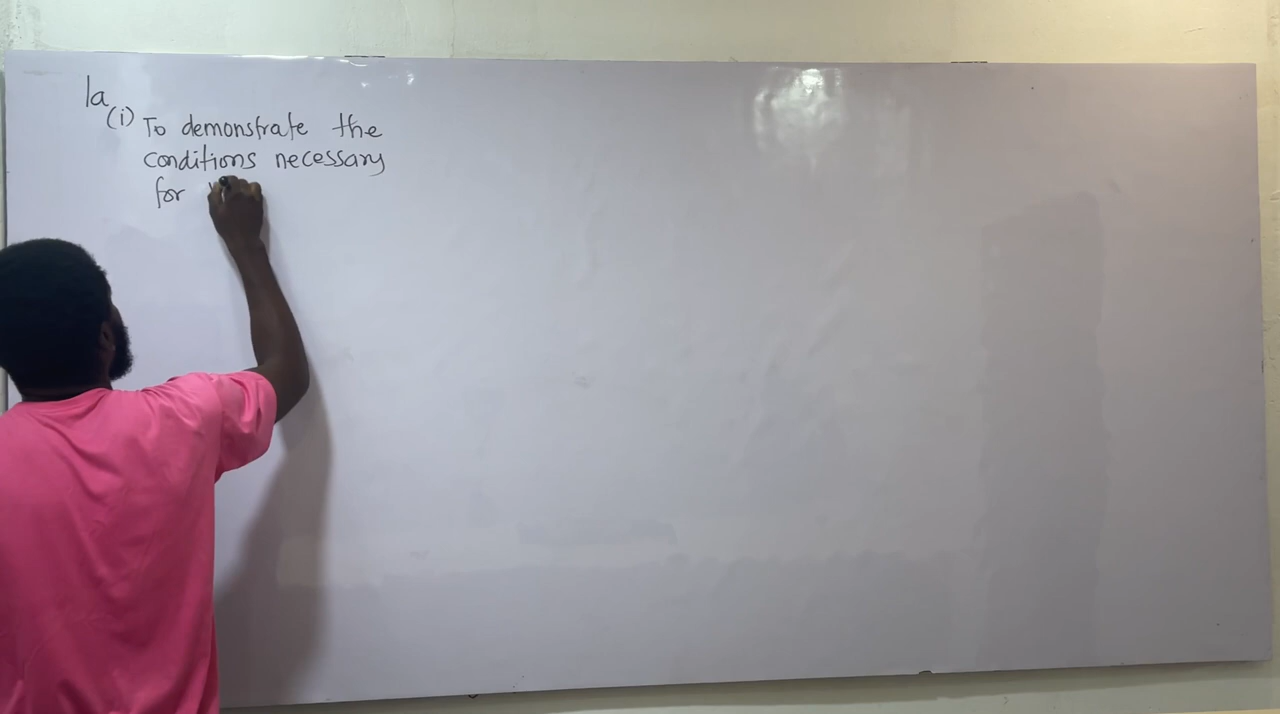 1a
(i) To demonstrate the
conditions necessary
for